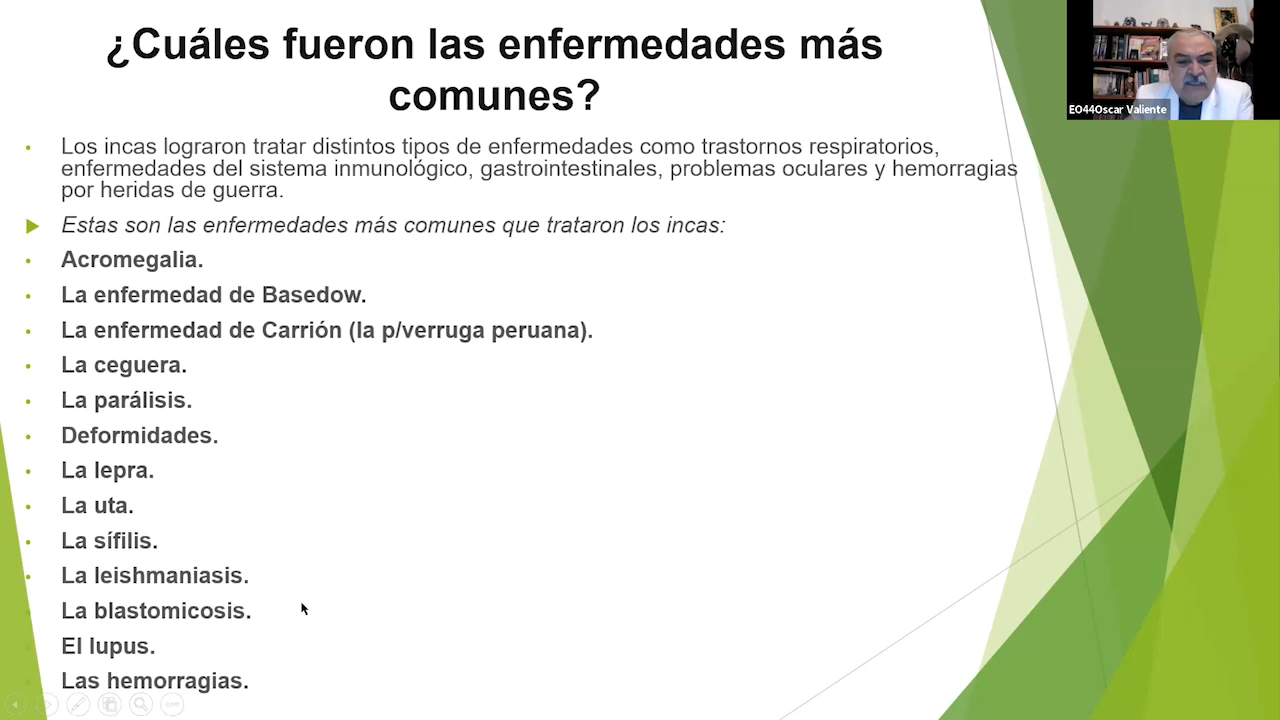 ¿Cuáles fueron las enfermedades más
comunes?
EO44Oscar Valiente
• Los incas lograron tratar distintos tipos de enfermedades como trastornos respiratorios,
enfermedades del sistema inmunológico, gastrointestinales, problemas oculares y hemorragias
por heridas de guerra.
Estas son las enfermedades más comunes que trataron los incas:
• Acromegalia.
• La enfermedad de Basedow.
• La enfermedad de Carrión (la p/verruga peruana).
• La ceguera.
• La parálisis.
• Deformidades.
• La lepra.
• La uta.
• La sífilis.
• La leishmaniasis.
La blastomicosis.
El lupus.
Las hemorragias.